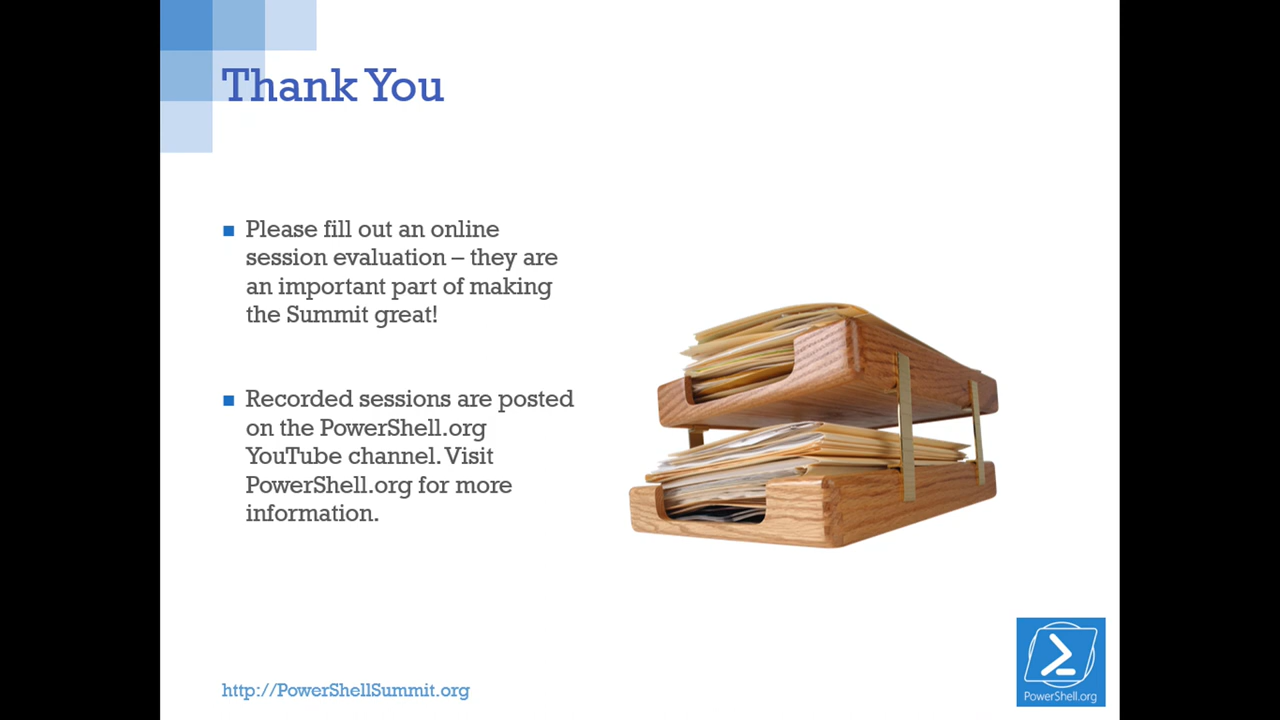 Thank You
Please fill out an online
session evaluation – they are
an important part of making
the Summit great!
Recorded sessions are posted
on the PowerShell.org
YouTube channel. Visit
PowerShell.org for more
information.
http://PowerShellSummit.org
PowerShell.org